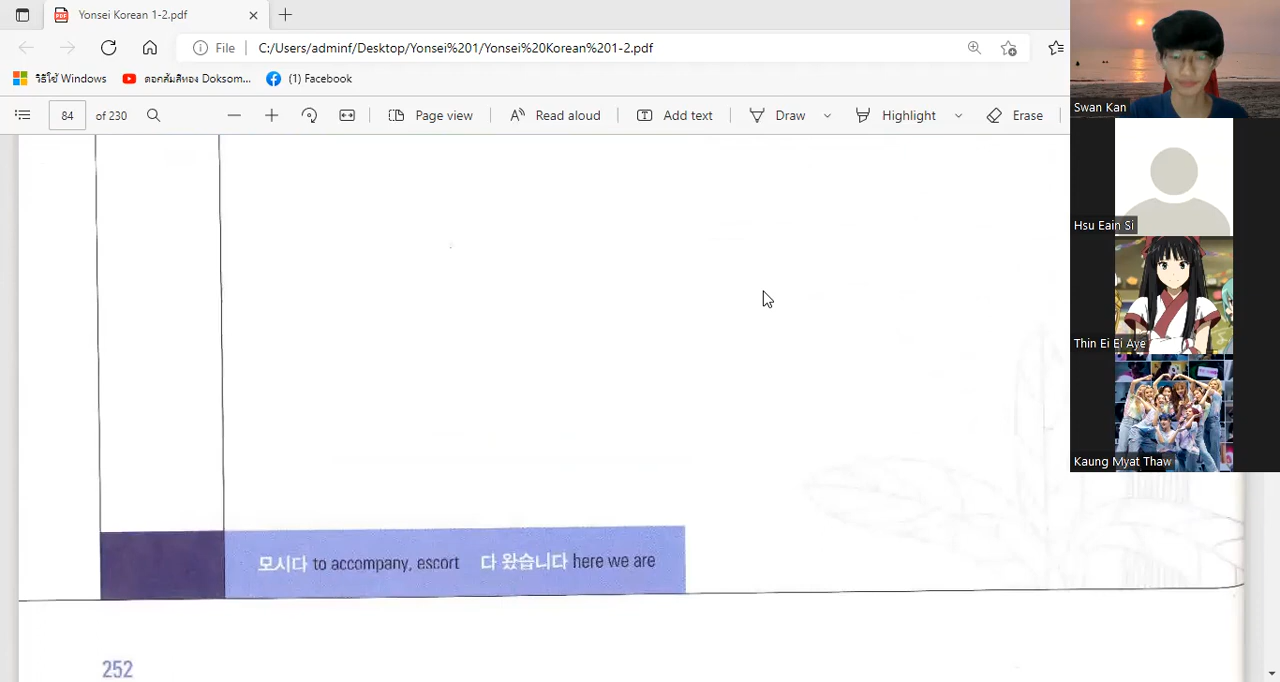 Yonsei Korean 1-2.pdf
File C:/Users/adminf/Desktop/Yonsei%201/Yonsei%20Korean%201-2.pdf
วิธีใช้ Windows ดอกส้มสีทอง Doksom... (1) Facebook
84 of 230 Page view Read aloud Add text Draw Highlight Erase
Swan Kan
Hsu Eain Si
Thin Ei Ei Aye
Kaung Myat Thaw
모시다 to accompany, escort 다 왔습니다 here we are
252